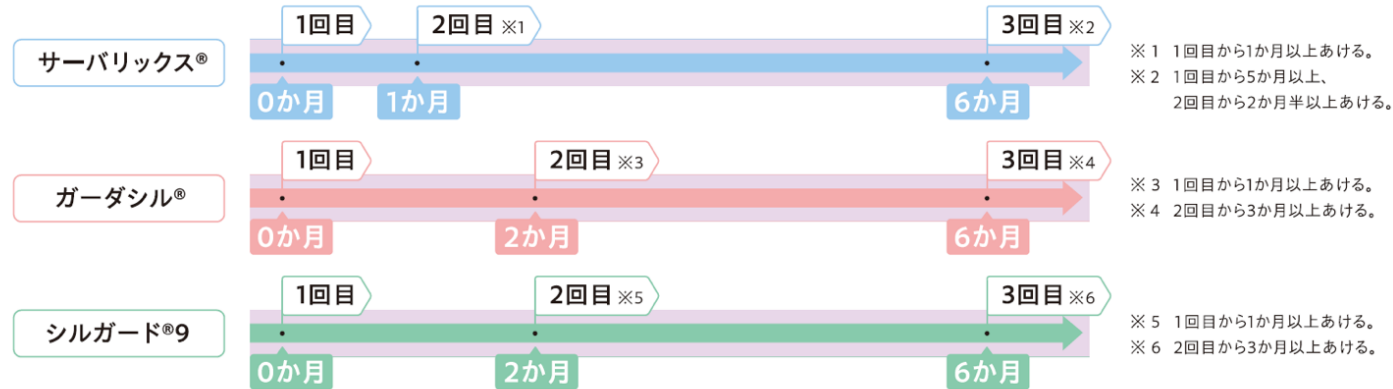 サーバリックス®
1回目
2回目 ※1
3回目 ※2
0か月
1か月
6か月
※1 1回目から1か月以上あける。
※2 1回目から5か月以上、
2回目から2か月半以上あける。
ガーダシル®
1回目
2回目 ※3
3回目 ※4
0か月
2か月
6か月
※3 1回目から1か月以上あける。
※4 2回目から3か月以上あける。
シルガード®9
1回目
2回目 ※5
3回目 ※6
0か月
2か月
6か月
※5 1回目から1か月以上あける。
※6 2回目から3か月以上あける。